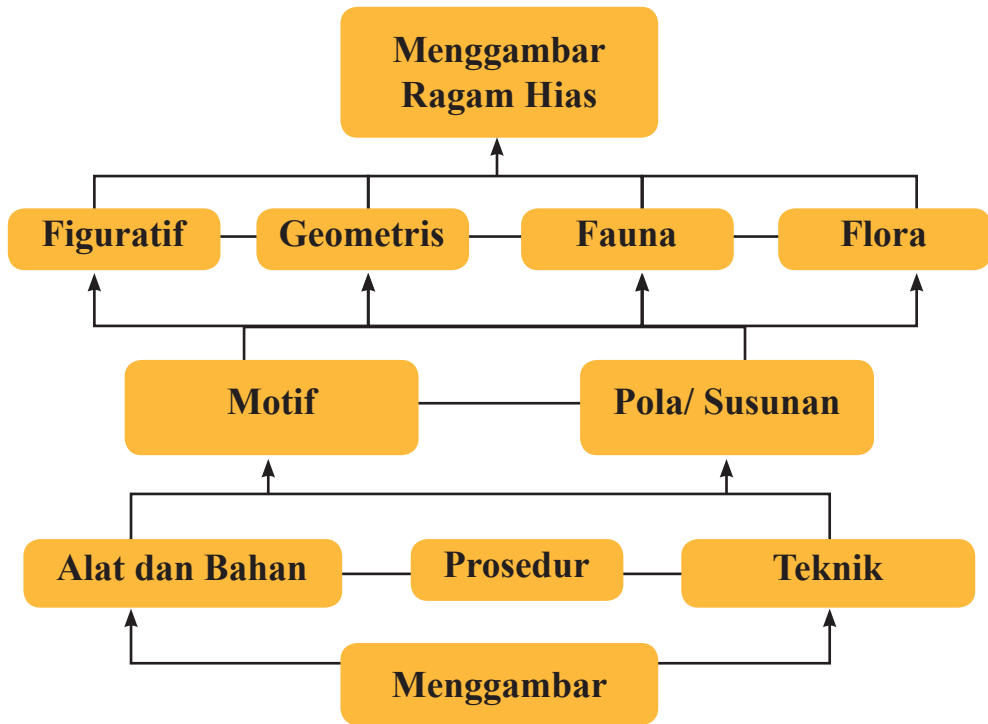 Menggambar
Ragam Hias
Figuratif
Geometris
Fauna
Flora
Motif
Pola/ Susunan
Alat dan Bahan
Prosedur
Teknik
Menggambar